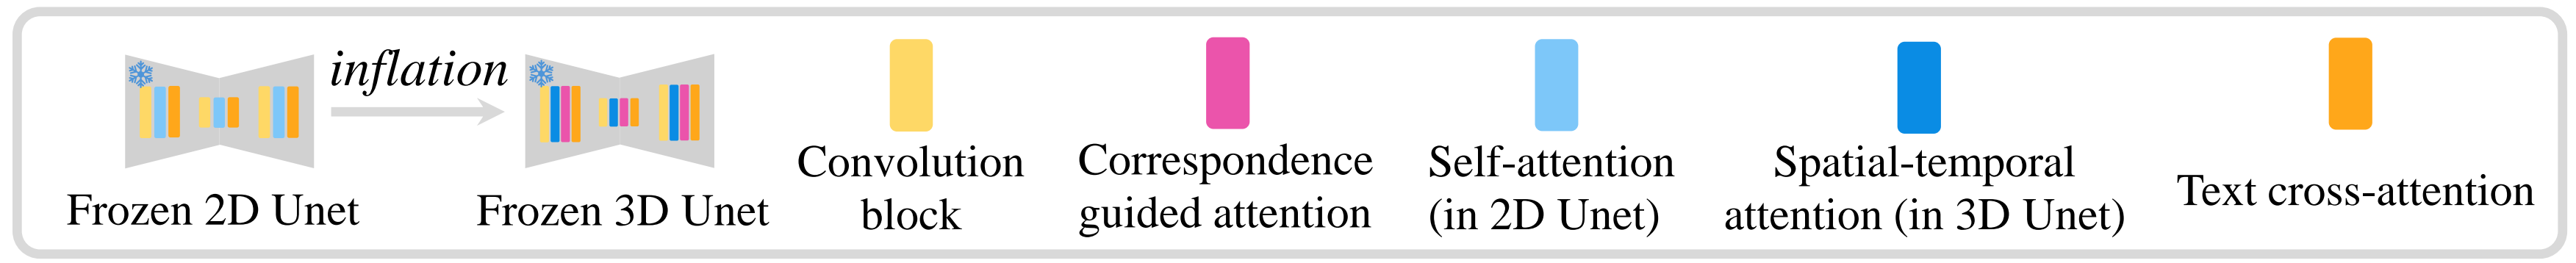 inflation
Frozen 2D Unet
Frozen 3D Unet
Convolution
block
Correspondence
guided attention
Self-attention
(in 2D Unet)
Spatial-temporal
attention (in 3D Unet)
Text cross-attention